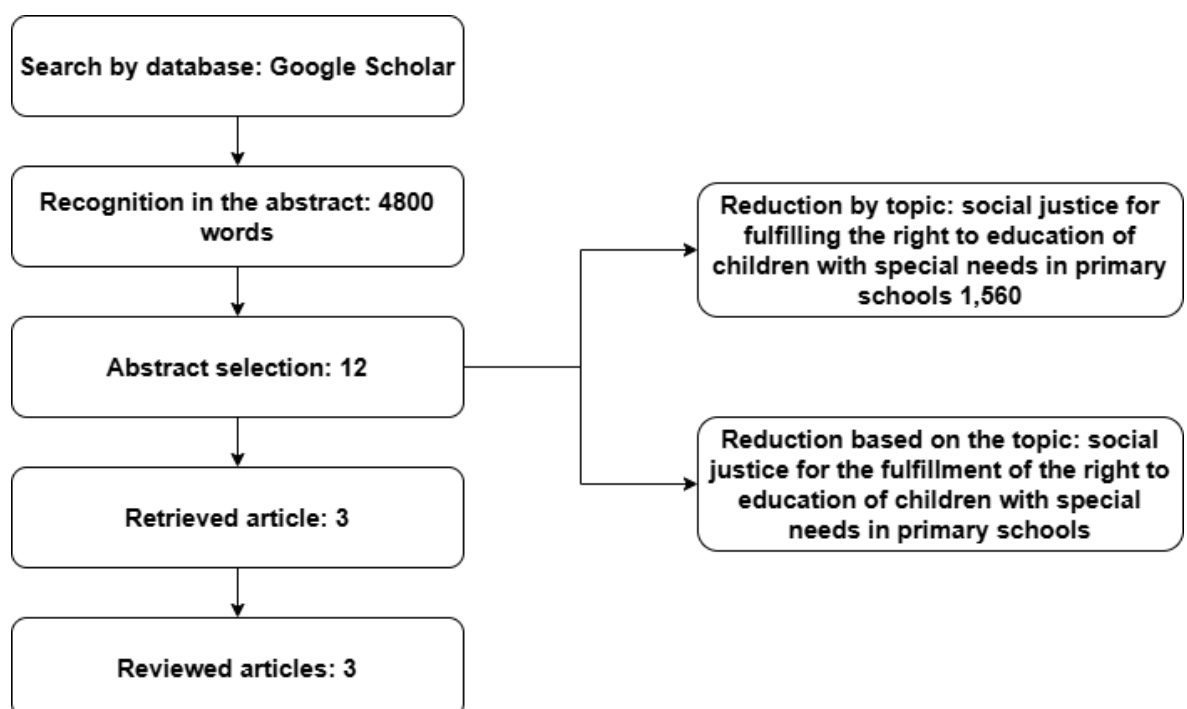 Search by database: Google Scholar
Recognition in the abstract: 4800
words
Abstract selection: 12
Retrieved article: 3
Reviewed articles: 3
Reduction by topic: social justice for
fulfilling the right to education of
children with special needs in primary
schools 1,560
Reduction based on the topic: social
justice for the fulfillment of the right to
education of children with special
needs in primary schools